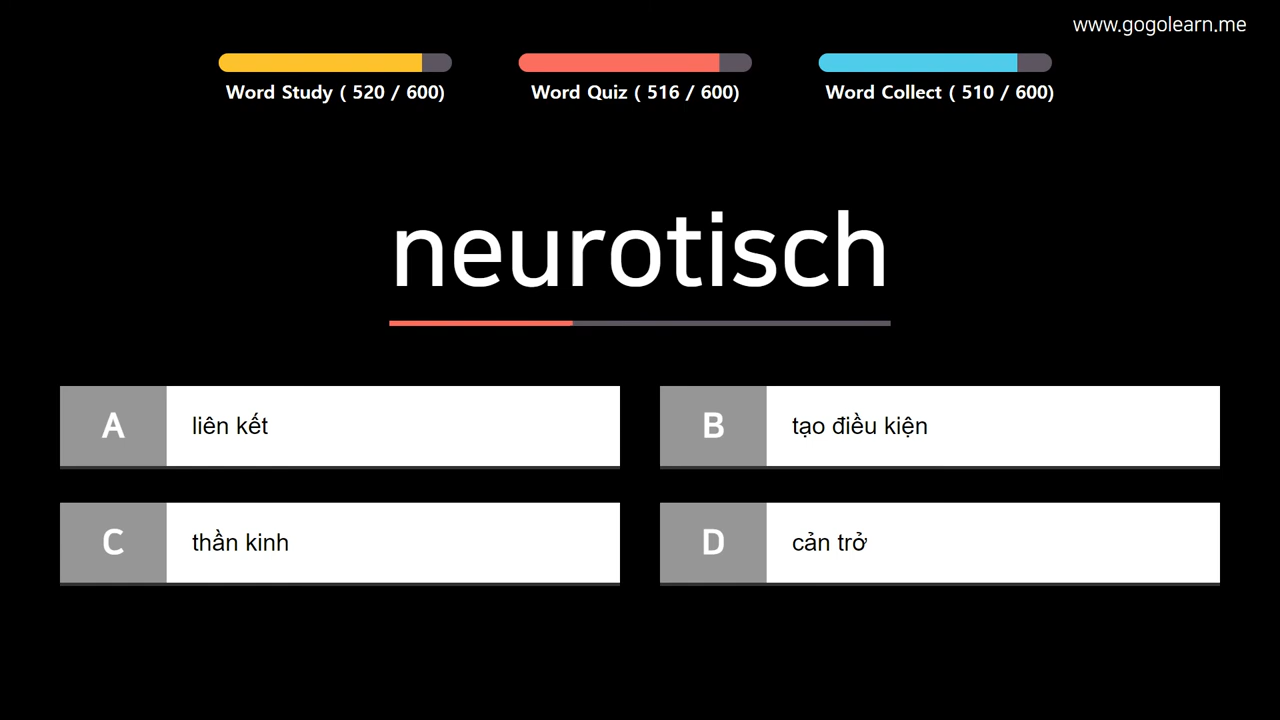 www.gogolearn.me
Word Study ( 520 / 600)
Word Quiz ( 516 / 600)
Word Collect ( 510 / 600)
neurotisch
A liên kết
B tạo điều kiện
C thần kinh
D cản trở